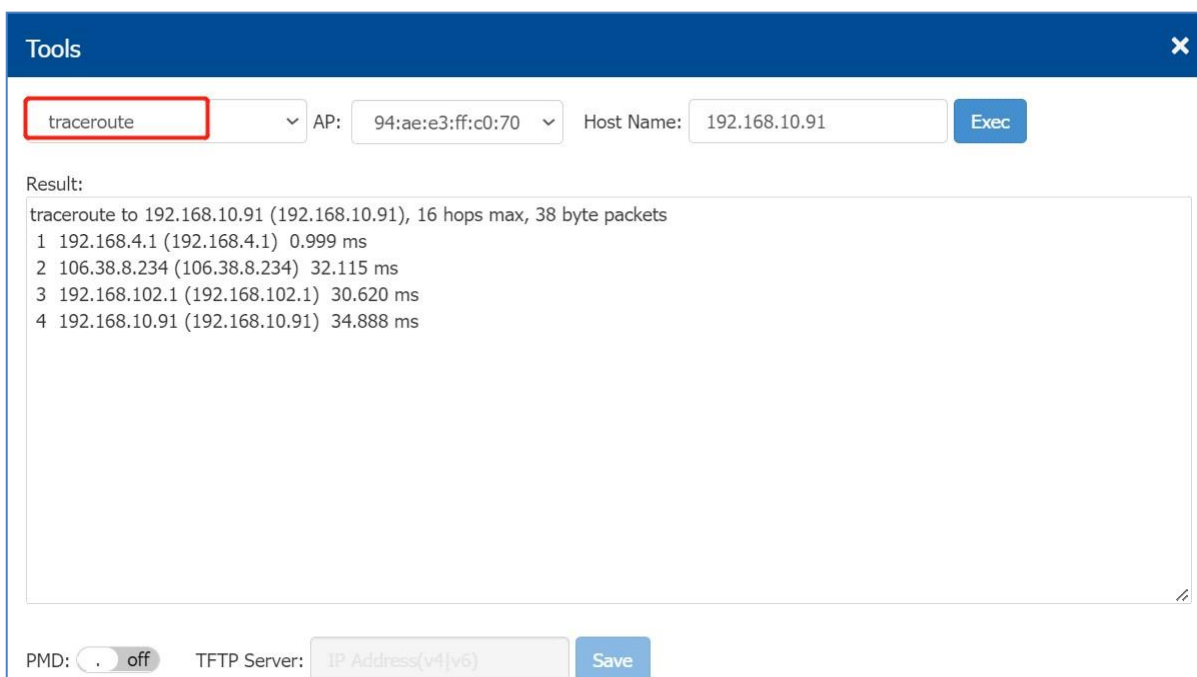 Tools
traceroute AP: 94:ae:e3:ff:c0:70 Host Name: 192.168.10.91 Exec
Result:
traceroute to 192.168.10.91 (192.168.10.91), 16 hops max, 38 byte packets
1 192.168.4.1 (192.168.4.1) 0.999 ms
2 106.38.8.234 (106.38.8.234) 32.115 ms
3 192.168.102.1 (192.168.102.1) 30.620 ms
4 192.168.10.91 (192.168.10.91) 34.888 ms
PMD: . off TFTP Server: IP Address(v4|v6) Save